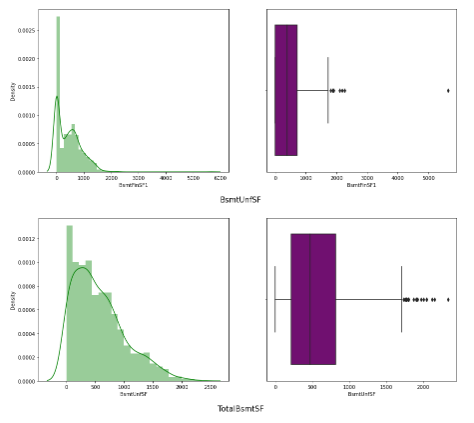 0.0025
0.0020
0.0015
0.0010
0.0005
0.0000
Density
0 1000 2000 3000 4000 5000 6000
BsmtFinSF1
0 1000 2000 3000 4000 5000
BsmtFinSF1
BsmtUnfSF
0.0012
0.0010
0.0008
0.0006
0.0004
0.0002
0.0000
Density
0 500 1000 1500 2000 2500
BsmtUnfSF
0 500 1000 1500 2000
BsmtUnfSF
TotalBsmtSF